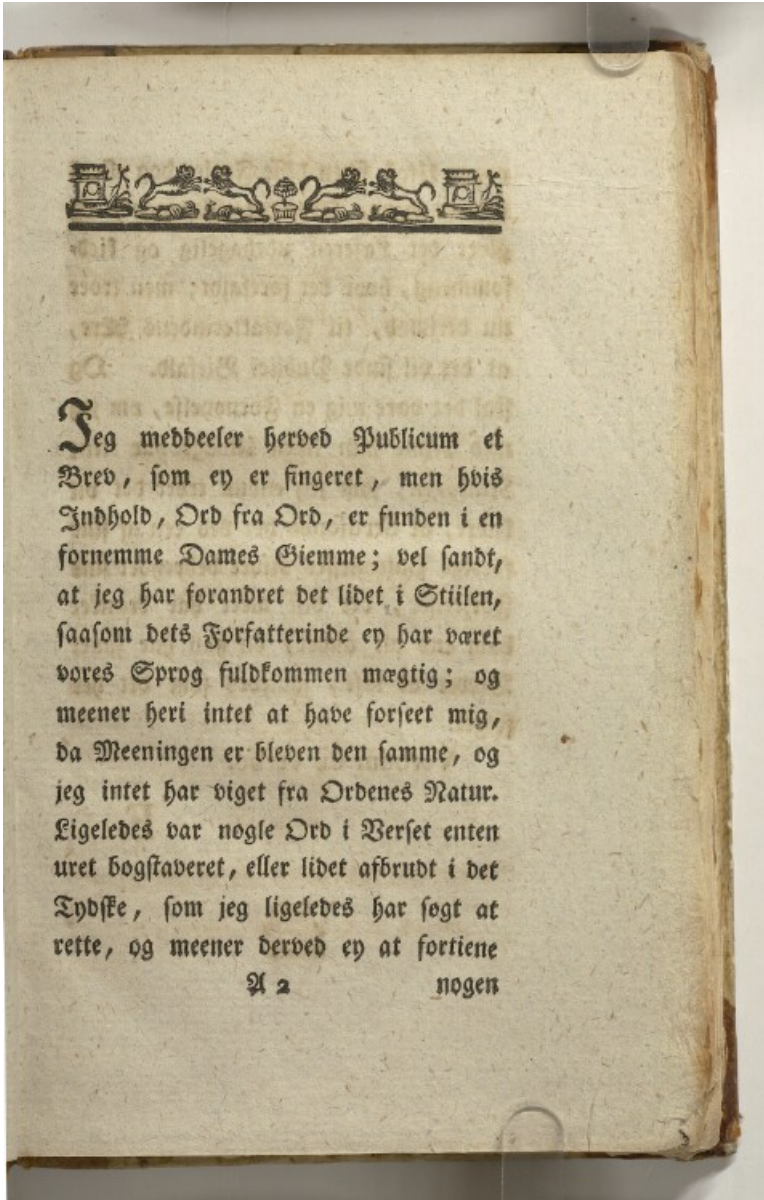 Jeg meddeeler herved Publicum et
Brev, som ey er fingeret, men hvis
Indhold, Ord fra Ord, er funden i en
fornemme Dames Giemme; vel sandt,
at jeg har forandret det lidet i Stiilen,
saasom dets Forfatterinde ey har været
vores Sprog fuldkommen mægtig; og
meener heri intet at have forseet mig,
da Meeningen er bleven den samme, og
jeg intet har viget fra Ordenes Natur.
Ligeledes var nogle Ord i Verset enten
uret bogstaveret, eller lidet afbrudt i det
Tydske, som jeg ligeledes har søgt at
rette, og meener derved ey at fortiene
A 2 nogen